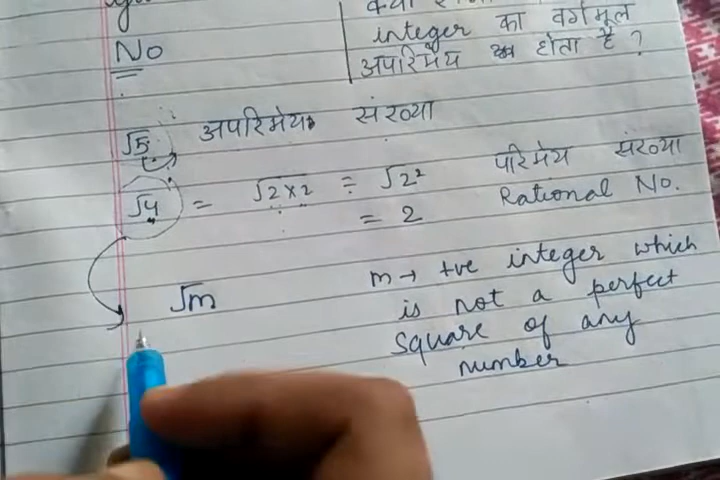 No
integer का वर्गमूल
अपरिमेय होता है ?
√5 अपरिमेय संख्या
√4 = √2×2 = √2² परिमेय संख्या
= 2 Rational No.
√m m → +ve integer which
is not a perfect
square of any
number